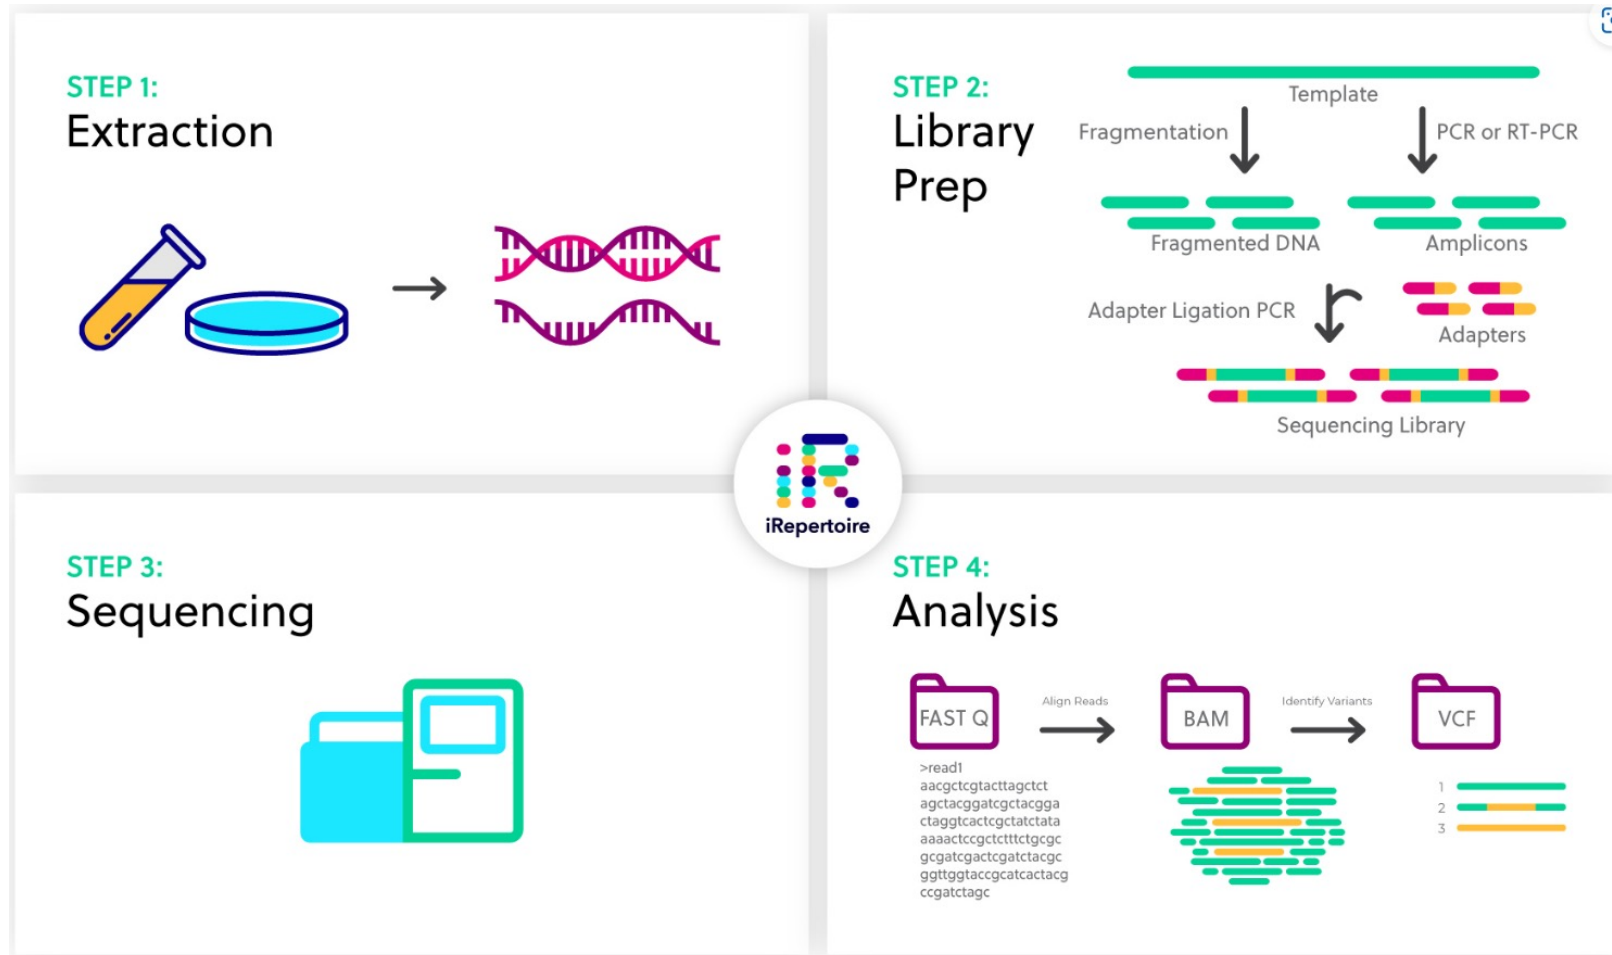 STEP 1:
Extraction
STEP 2:
Library
Prep
Template
Fragmentation
PCR or RT-PCR
Fragmented DNA
Amplicons
Adapter Ligation PCR
Adapters
Sequencing Library
iR
iRepertoire
STEP 3:
Sequencing
STEP 4:
Analysis
FAST Q
Align Reads
BAM
Identify Variants
VCF
>read1
aacgctcgtacttagctct
agctacggatcgctacgga
ctaggtcactcgctatctata
aaaactccgctctttctgcgc
gcgatcgactcgatctacgc
ggttggtaccgcatcactacg
ccgatctagc
1
2
3